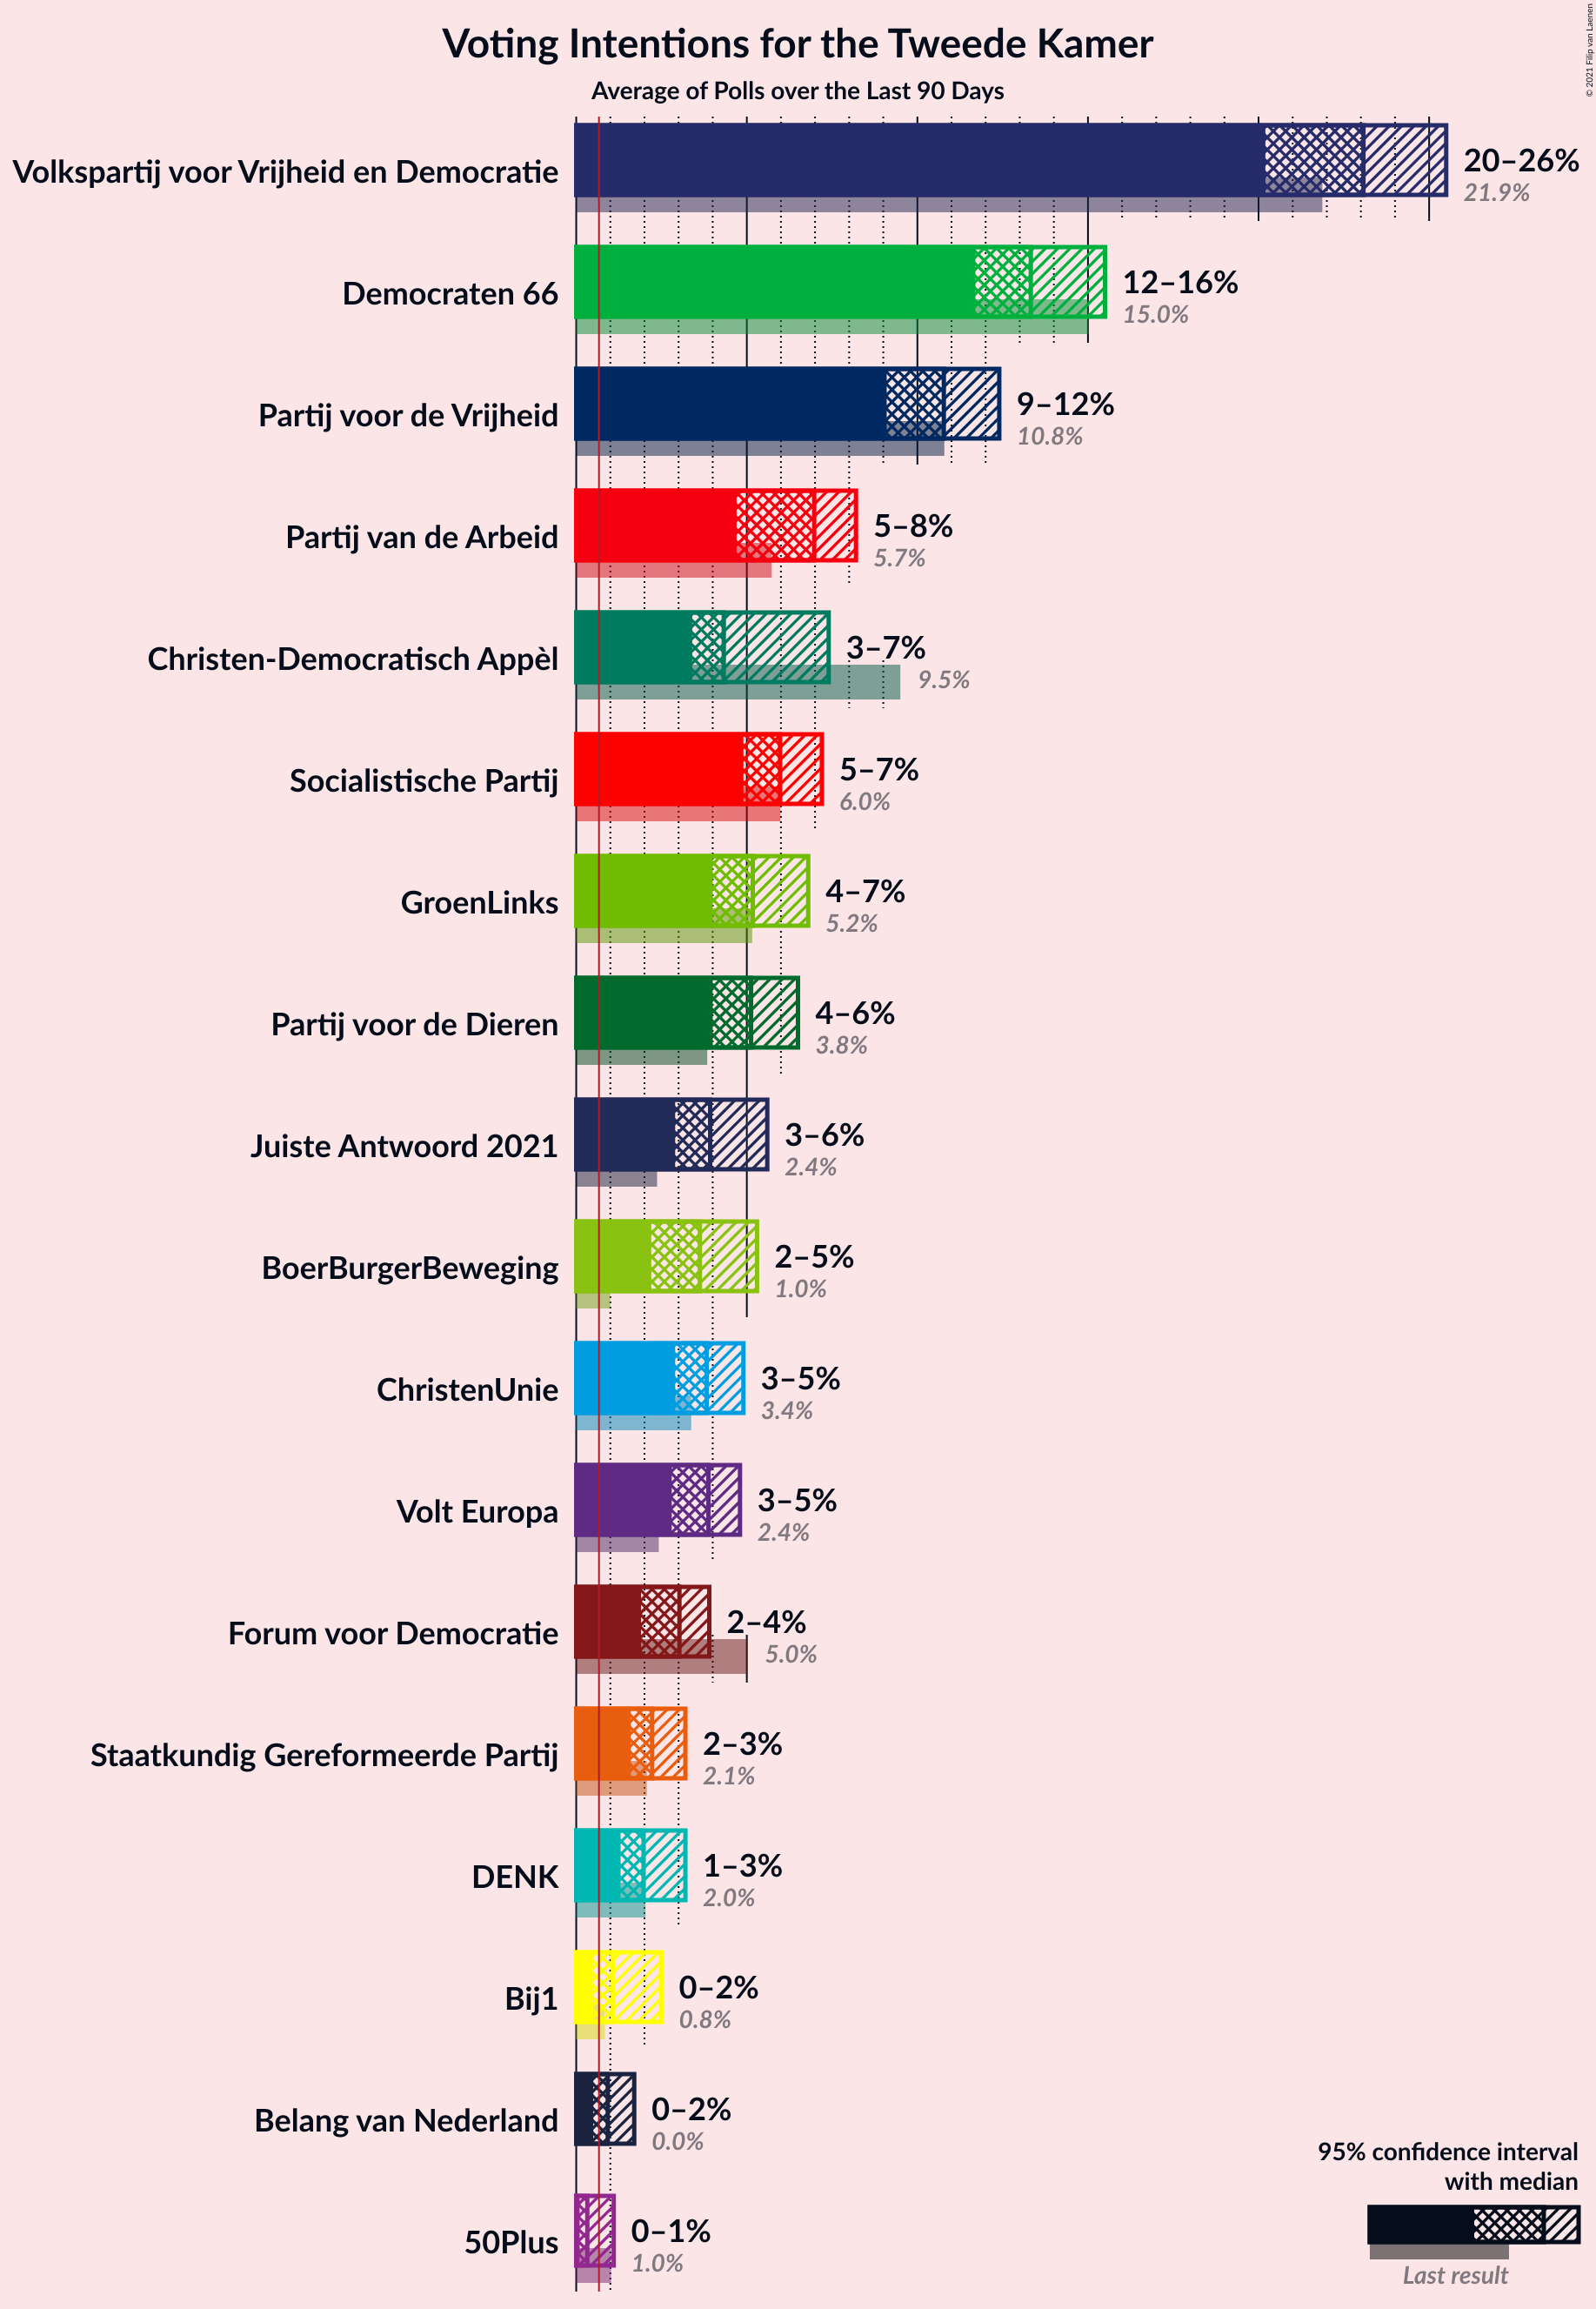 Voting Intentions for the Tweede Kamer
Average of Polls over the Last 90 Days
© 2021 Filip van Laenen
Volkspartij voor Vrijheid en Democratie
20–26%
21.9%
Democraten 66
12–16%
15.0%
Partij voor de Vrijheid
9–12%
10.8%
Partij van de Arbeid
5–8%
5.7%
Christen-Democratisch Appèl
3–7%
9.5%
Socialistische Partij
5–7%
6.0%
GroenLinks
4–7%
5.2%
Partij voor de Dieren
4–6%
3.8%
Juiste Antwoord 2021
3–6%
2.4%
BoerBurgerBeweging
2–5%
1.0%
ChristenUnie
3–5%
3.4%
Volt Europa
3–5%
2.4%
Forum voor Democratie
2–4%
5.0%
Staatkundig Gereformeerde Partij
2–3%
2.1%
DENK
1–3%
2.0%
Bij1
0–2%
0.8%
Belang van Nederland
0–2%
0.0%
50Plus
0–1%
1.0%
95% confidence interval
with median
Last result